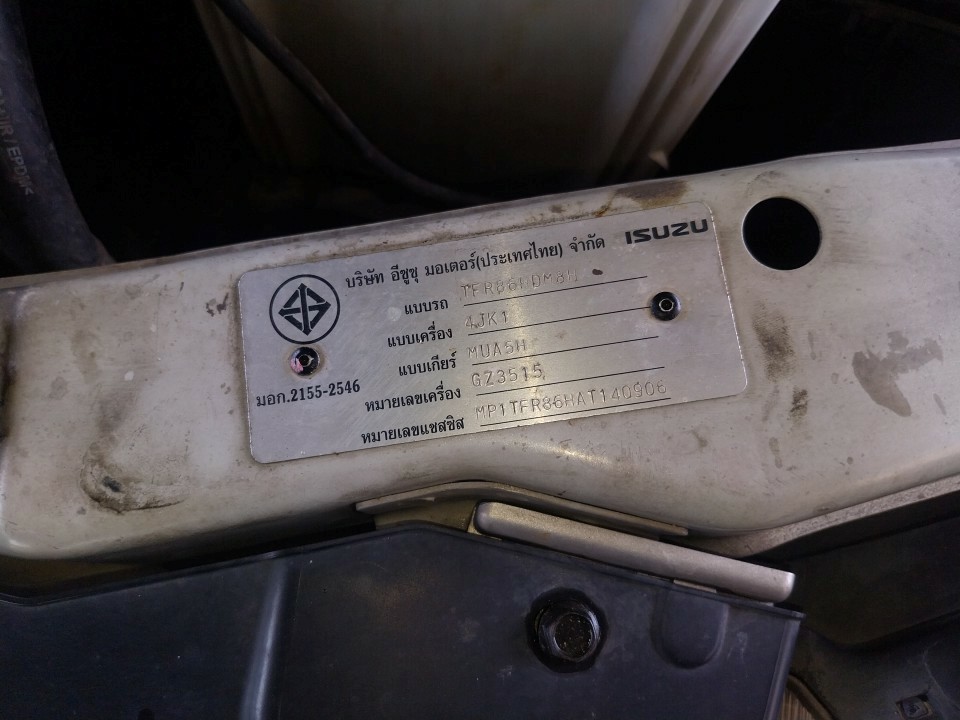 บริษัท อีซูซุ มอเตอร์(ประเทศไทย) จำกัด ISUZU
แบบรถ
แบบเครื่อง 4JK1
แบบเกียร์ MUA5H
มอก.2155-2546
หมายเลขเครื่อง GZ3515
หมายเลขแชสซิส MP1TFR86HAT140906